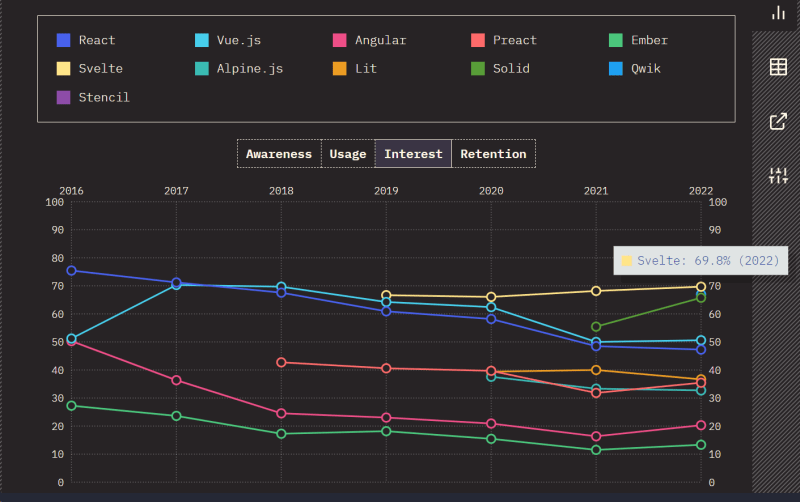 React Vue.js Angular Preact Ember
Svelte Alpine.js Lit Solid Qwik
Stencil
Awareness Usage Interest Retention
2016 2017 2018 2019 2020 2021 2022
100 100
90 90
80 80
Svelte: 69.8% (2022)
70 70
60 60
50 50
40 40
30 30
20 20
10 10
0 0